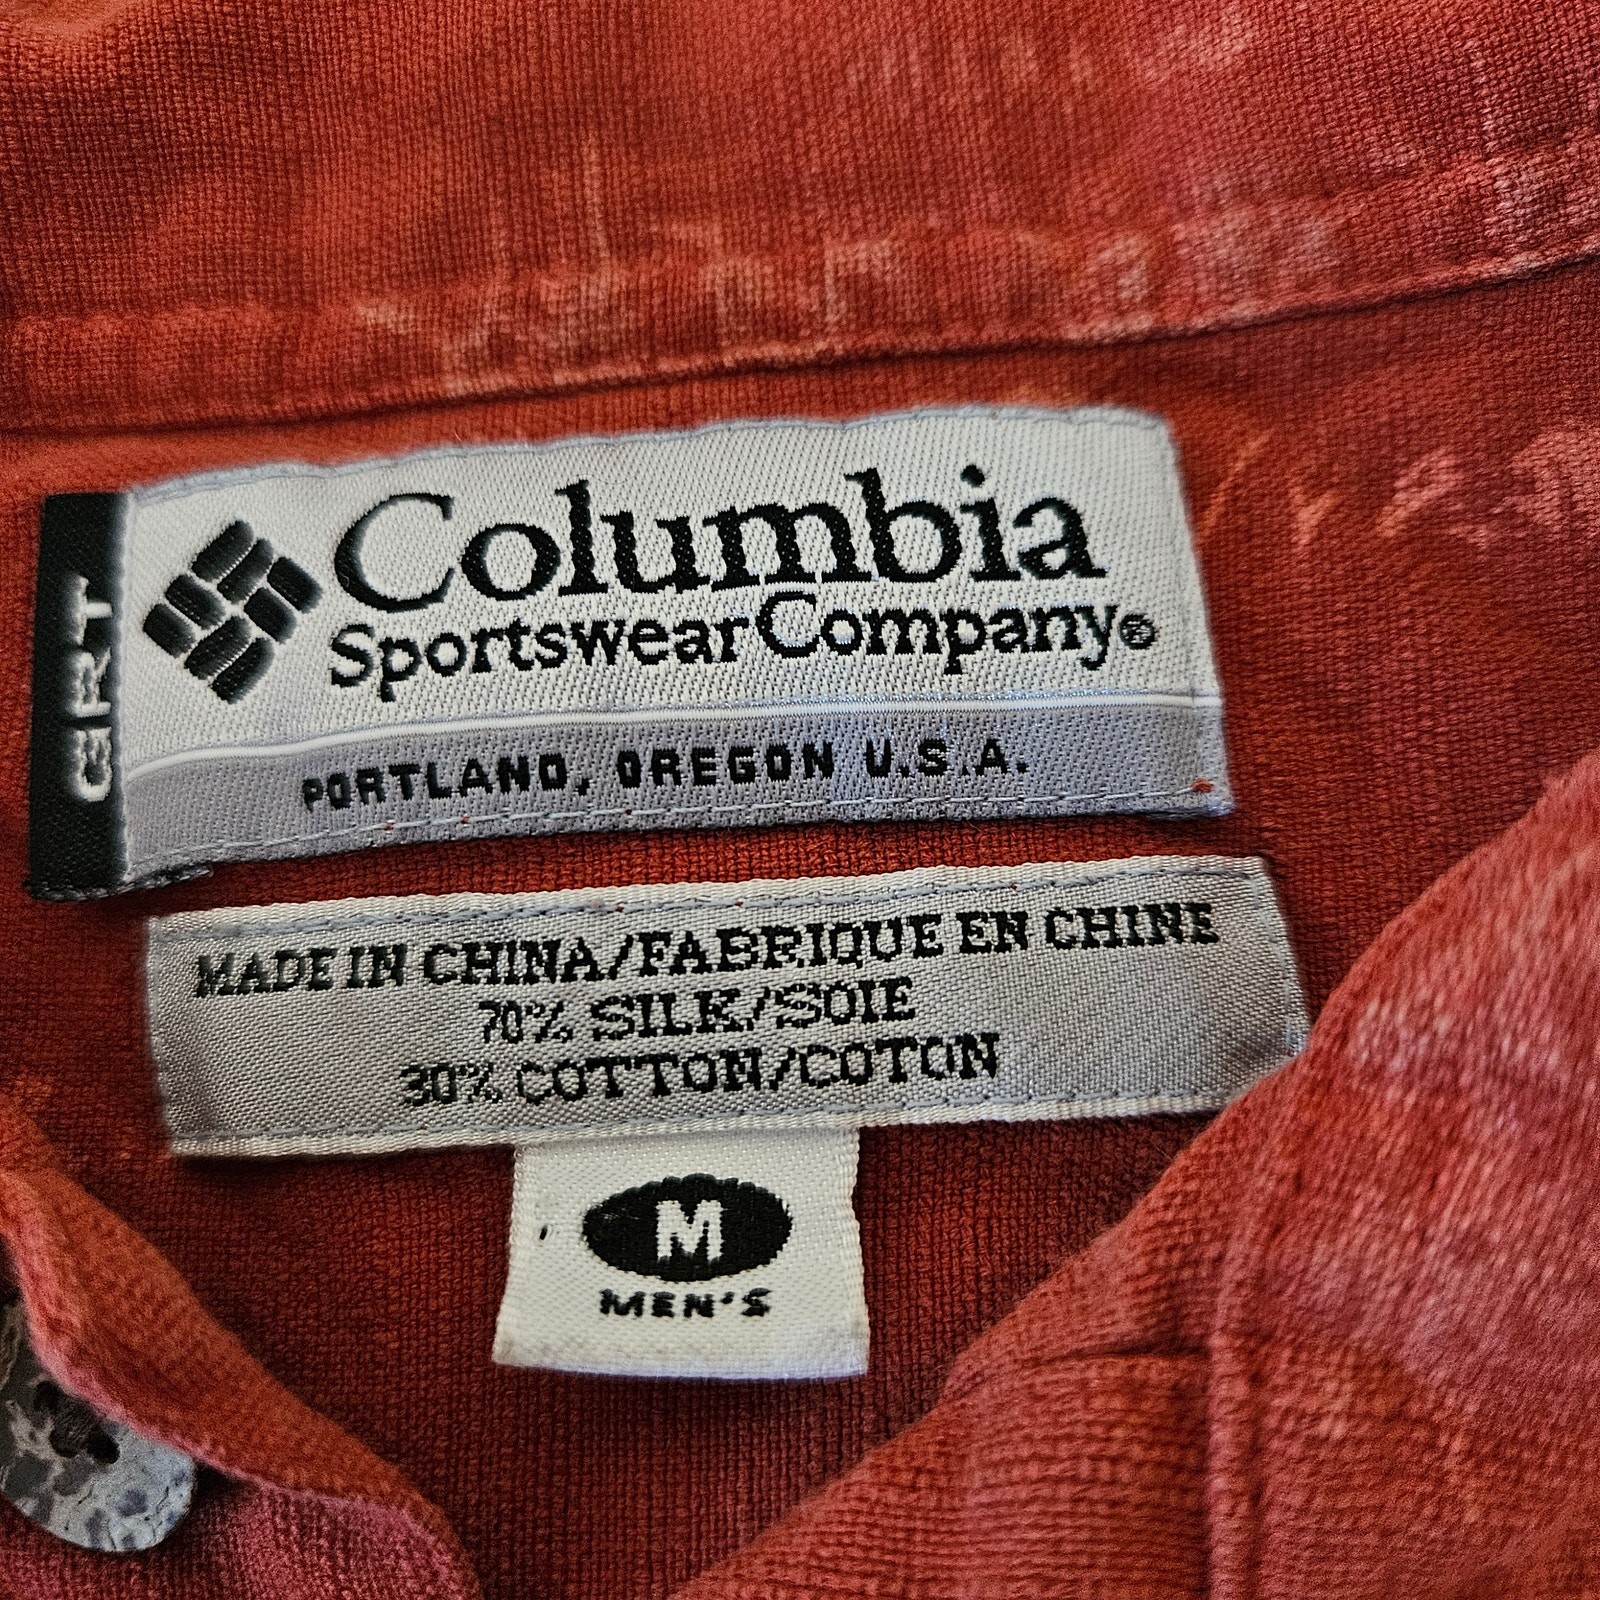 GRT
Columbia
Sportswear Company®
PORTLAND, OREGON U.S.A.
MADE IN CHINA/FABRIQUE EN CHINE
70% SILK/SOIE
30% COTTON/COTON
M
MEN'S